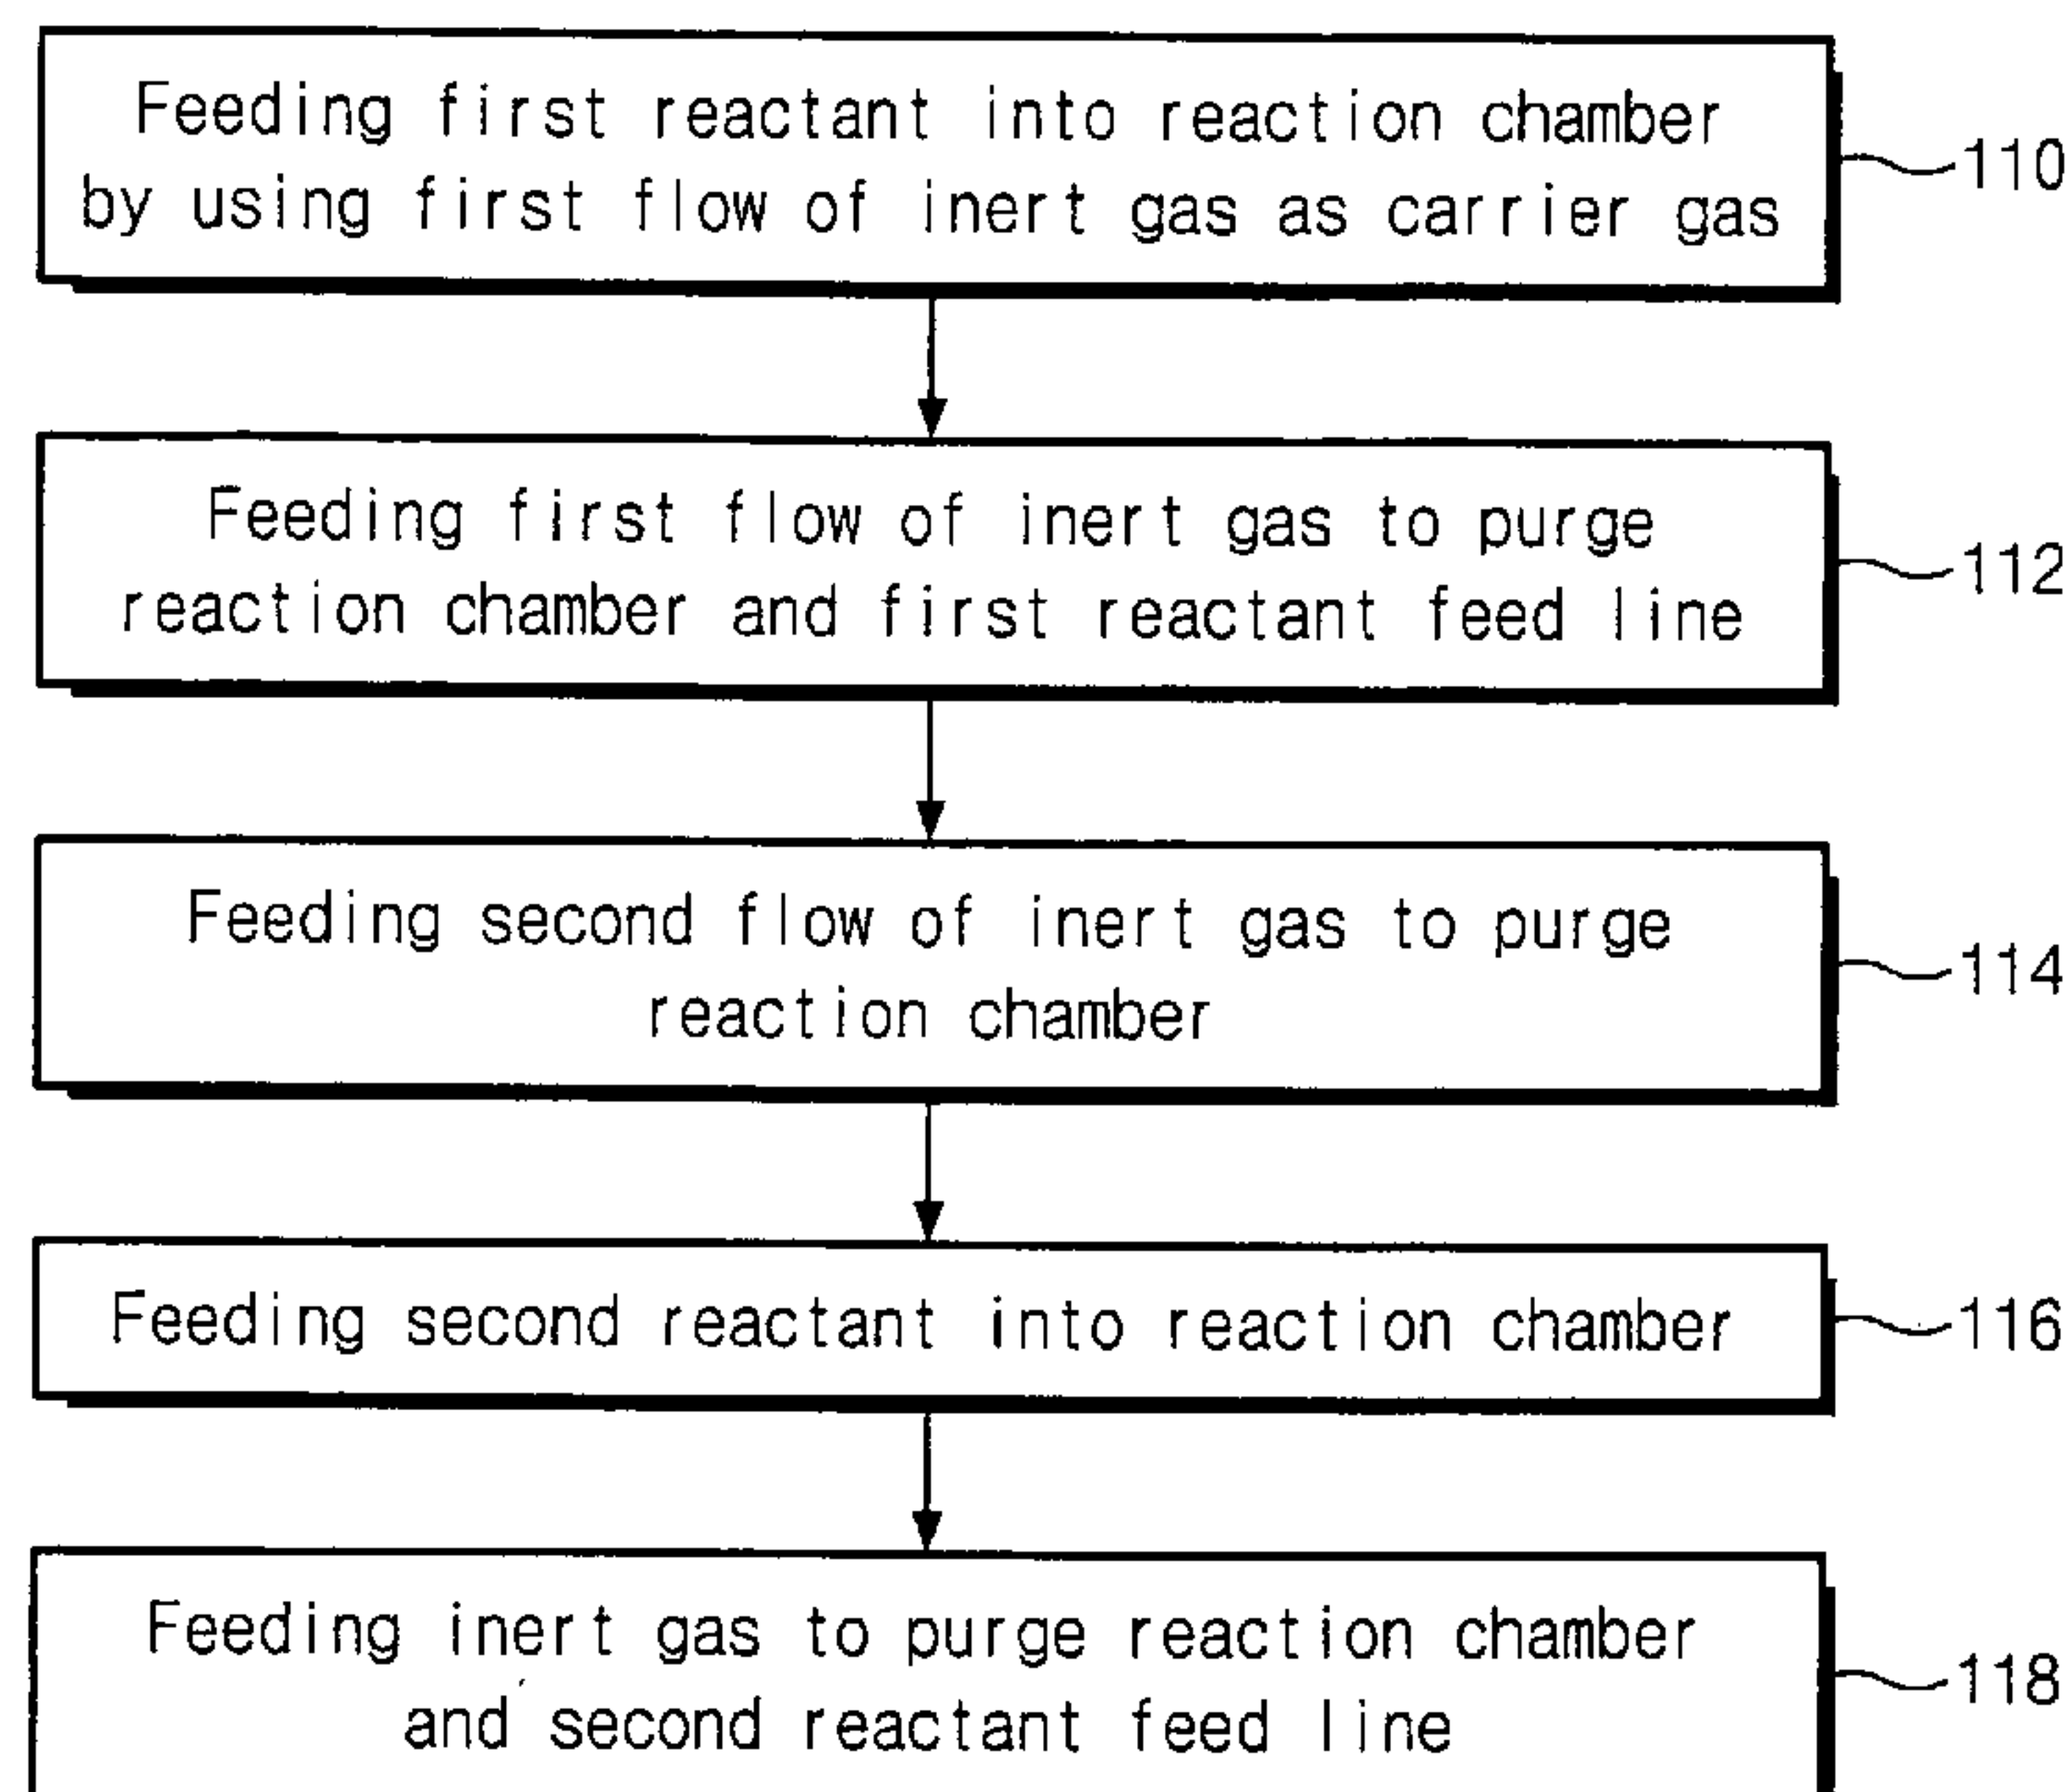 Feeding first reactant into reaction chamber
by using first flow of inert gas as carrier gas
110
Feeding first flow of inert gas to purge
reaction chamber and first reactant feed line
112
Feeding second flow of inert gas to purge
reaction chamber
114
Feeding second reactant into reaction chamber
116
Feeding inert gas to purge reaction chamber
and second reactant feed line
118